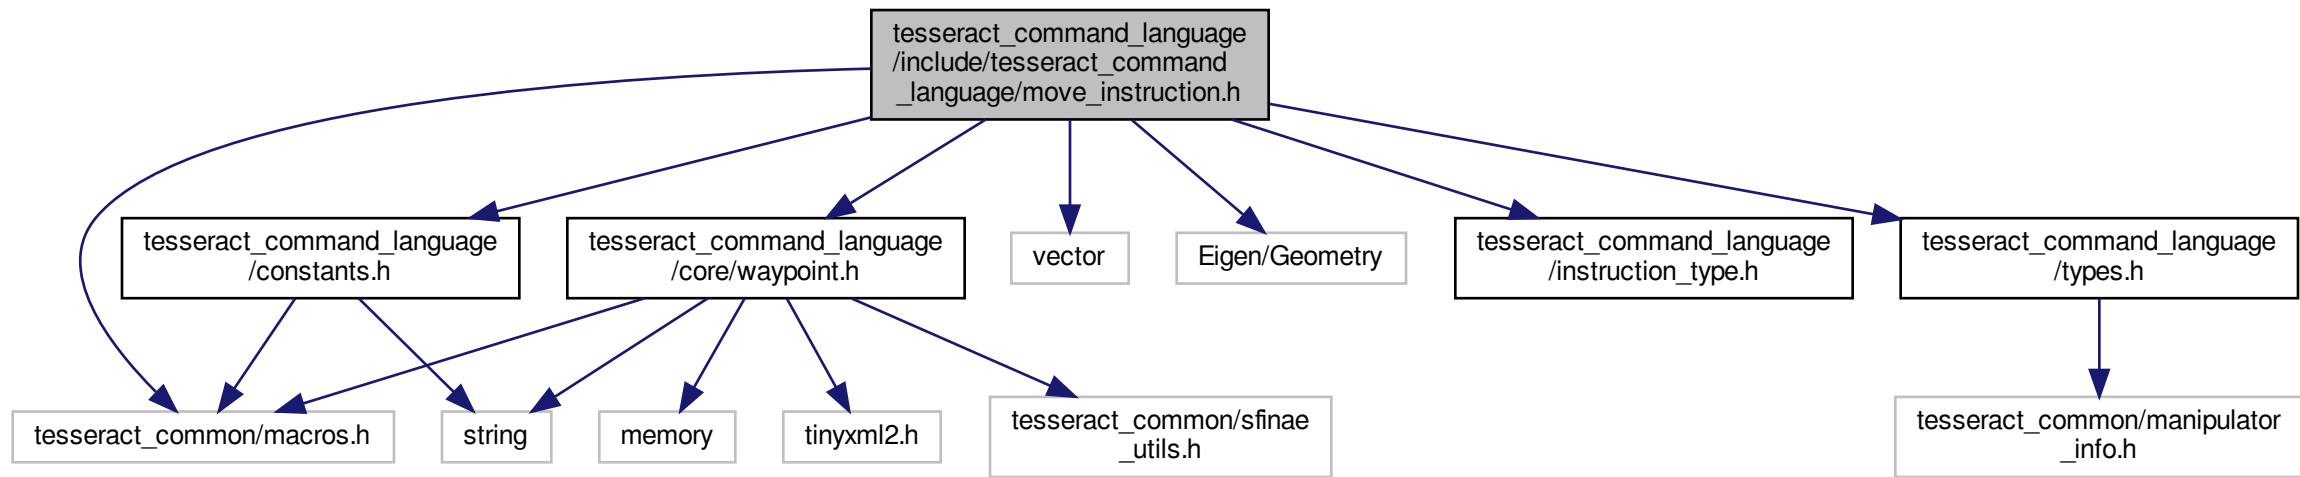 tesseract_command_language
/include/tesseract_command
_language/move_instruction.h
tesseract_command_language
/constants.h
tesseract_command_language
/core/waypoint.h
vector
Eigen/Geometry
tesseract_command_language
/instruction_type.h
tesseract_command_language
/types.h
tesseract_common/macros.h
string
memory
tinyxml2.h
tesseract_common/sfinae
_utils.h
tesseract_common/manipulator
_info.h